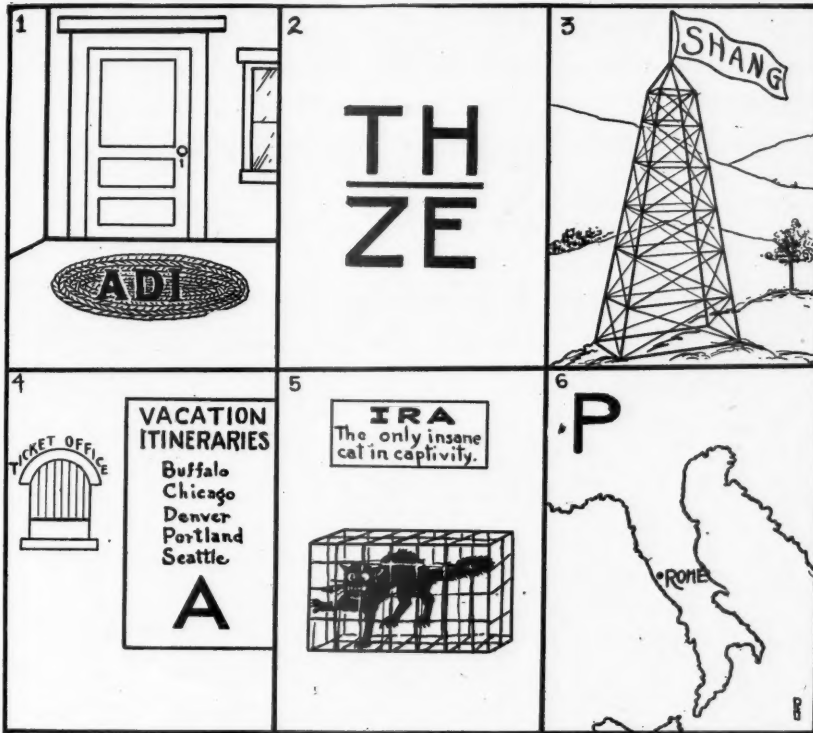 1
ADI
2
TH
ZE
3
SHANG
4
TICKET OFFICE
VACATION
ITINERARIES
Buffalo
Chicago
Denver
Portland
Seattle
A
5
IRA
The only insane
cat in captivity.
6
P
ROME